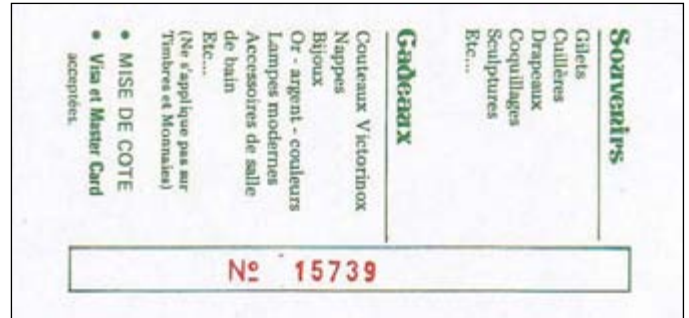 Souvenirs
Gilets
Cuillères
Drapeaux
Coquillages
Sculptures
Etc...
Cadeaux
Couteaux Victorinox
Nappes
Bijoux
Or - argent - couleurs
Lampes modernes
Accessoires de salle
de bain
Etc...
(Ne s'applique pas sur
Timbres et Monnaies)
• MISE DE COTE
• Visa et Master Card
acceptées.
Nº 15739